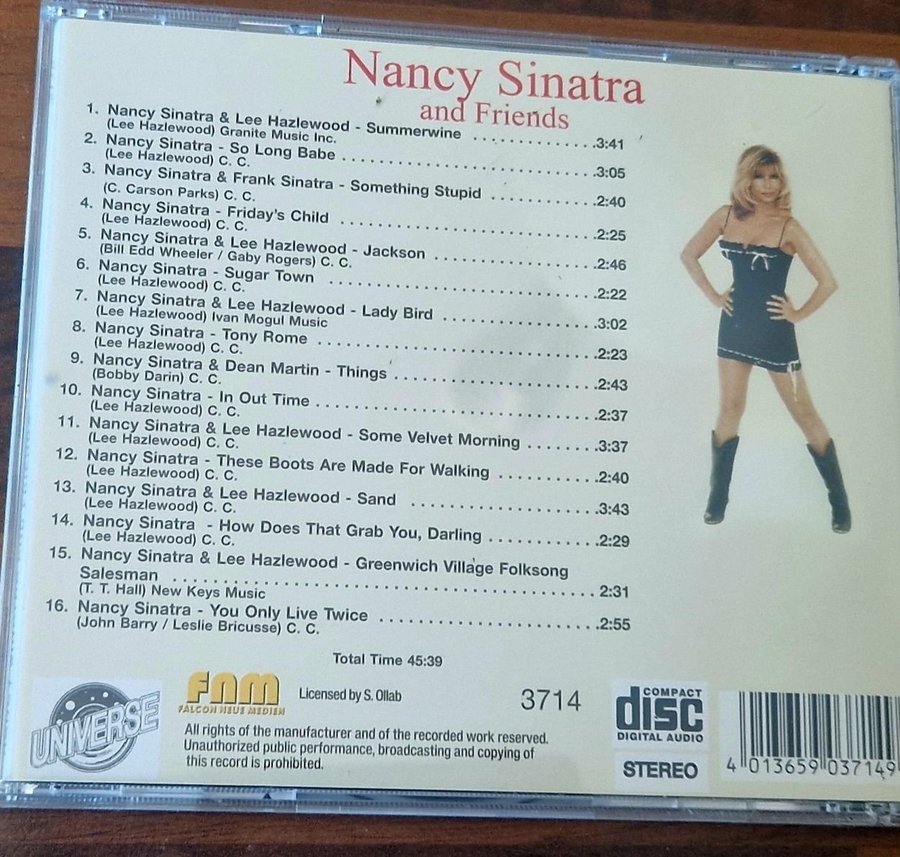 Nancy Sinatra
and Friends
1. Nancy Sinatra & Lee Hazlewood - Summerwine ..............3:41
(Lee Hazlewood) Granite Music Inc.
2. Nancy Sinatra - So Long Babe .............................3:05
(Lee Hazlewood) C. C.
3. Nancy Sinatra & Frank Sinatra - Something Stupid ............2:40
(C. Carson Parks) C. C.
4. Nancy Sinatra - Friday's Child .............................2:25
(Lee Hazlewood) C. C.
5. Nancy Sinatra & Lee Hazlewood - Jackson ..................2:46
(Bill Edd Wheeler / Gaby Rogers) C. C.
6. Nancy Sinatra - Sugar Town ..............................2:22
(Lee Hazlewood) C. C.
7. Nancy Sinatra & Lee Hazlewood - Lady Bird .................3:02
(Lee Hazlewood) Ivan Mogul Music
8. Nancy Sinatra - Tony Rome ...............................2:23
(Lee Hazlewood) C. C.
9. Nancy Sinatra & Dean Martin - Things .......................2:43
(Bobby Darin) C. C.
10. Nancy Sinatra - In Out Time ...............................2:37
(Lee Hazlewood) C. C.
11. Nancy Sinatra & Lee Hazlewood - Some Velvet Morning ........3:37
(Lee Hazlewood) C. C.
12. Nancy Sinatra - These Boots Are Made For Walking ...........2:40
(Lee Hazlewood) C. C.
13. Nancy Sinatra & Lee Hazlewood - Sand .....................3:43
(Lee Hazlewood) C. C.
14. Nancy Sinatra - How Does That Grab You, Darling ............2:29
(Lee Hazlewood) C. C.
15. Nancy Sinatra & Lee Hazlewood - Greenwich Village Folksong
Salesman ................................................2:31
(T. T. Hall) New Keys Music
16. Nancy Sinatra - You Only Live Twice ........................2:55
(John Barry / Leslie Bricusse) C. C.
Total Time 45:39
UNIVERSE
FNM
FALCON NEUE MEDIEN
Licensed by S. Ollab
3714
All rights of the manufacturer and of the recorded work reserved.
Unauthorized public performance, broadcasting and copying of
this record is prohibited.
COMPACT
disc
DIGITAL AUDIO
STEREO
4 013659 037149